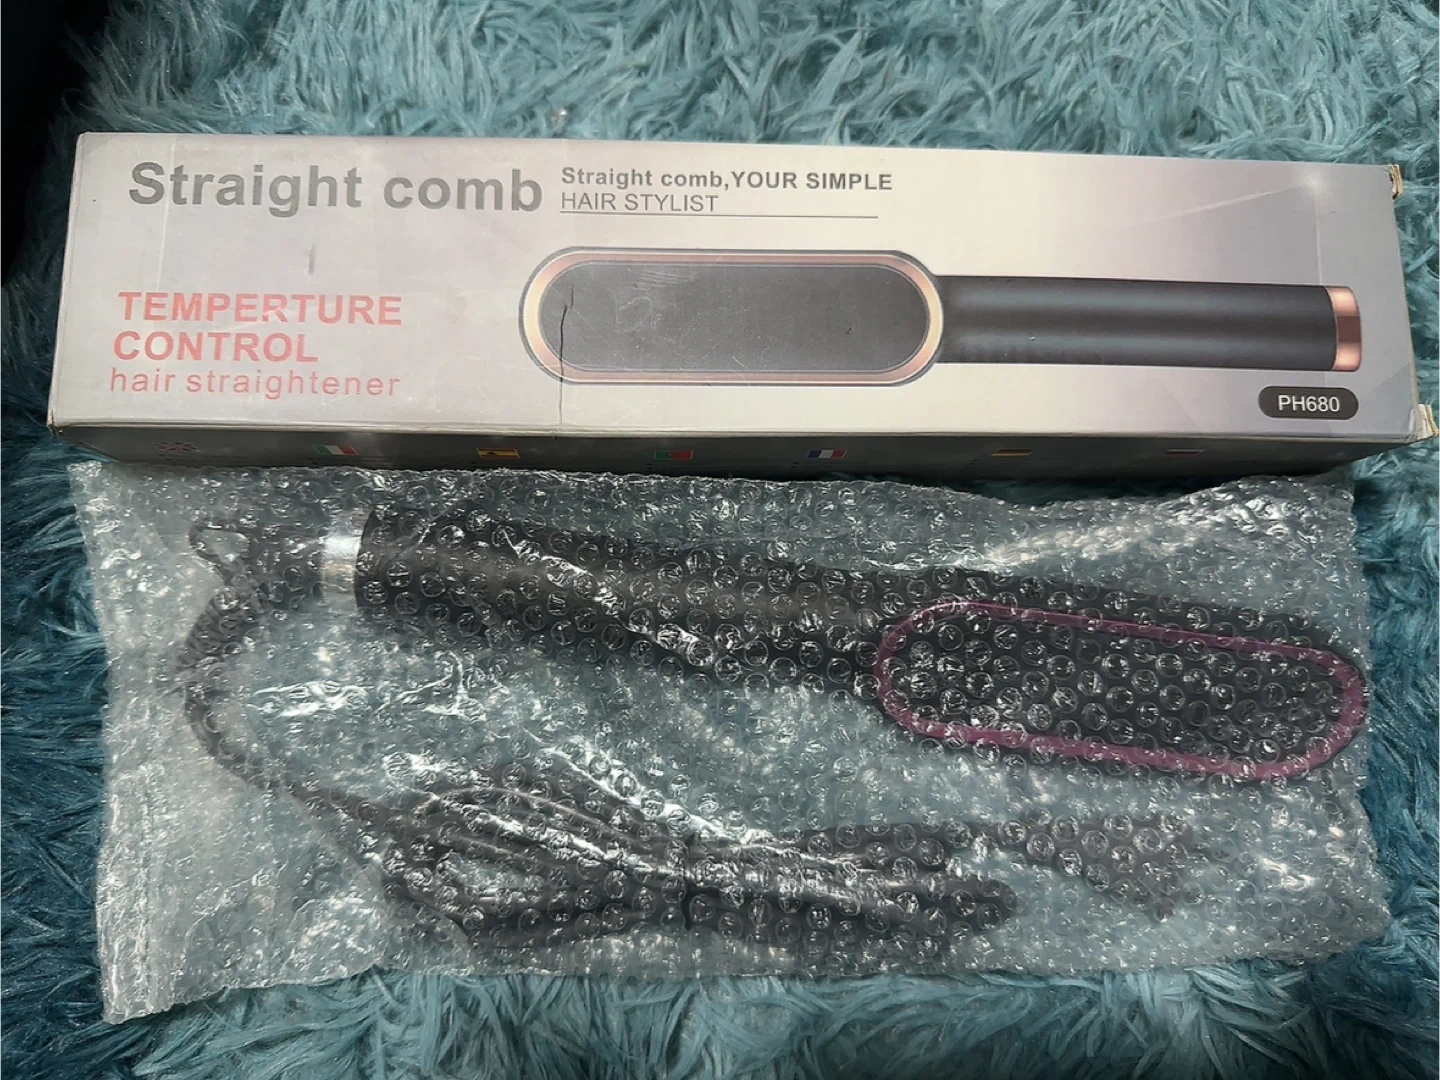 Straight comb
Straight comb,YOUR SIMPLE
HAIR STYLIST
TEMPERTURE
CONTROL
hair straightener
PH680